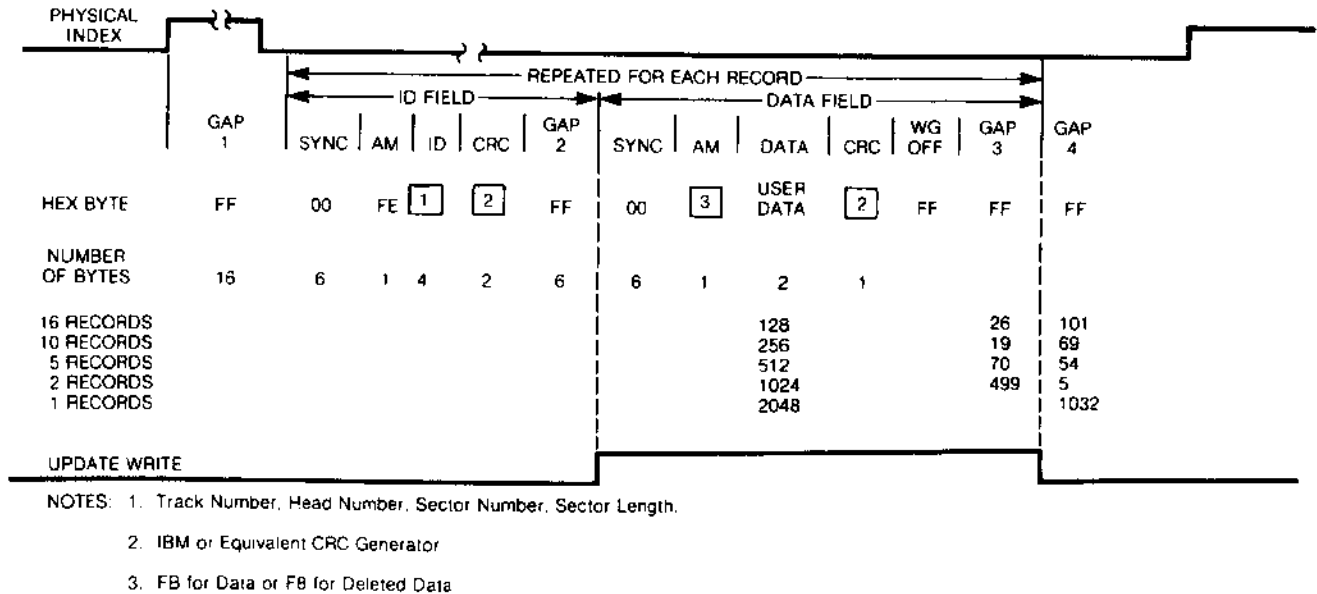 PHYSICAL
INDEX
REPEATED FOR EACH RECORD
ID FIELD
DATA FIELD
GAP 1 SYNC AM ID CRC GAP 2 SYNC AM DATA CRC WG OFF GAP 3 GAP 4
HEX BYTE FF 00 FE 1 2 FF 00 3 USER DATA 2 FF FF FF
NUMBER
OF BYTES 16 6 1 4 2 6 6 1 2 1
16 RECORDS 128 26 101
10 RECORDS 256 19 69
5 RECORDS 512 70 54
2 RECORDS 1024 499 5
1 RECORDS 2048 1032
UPDATE WRITE
NOTES: 1. Track Number, Head Number, Sector Number, Sector Length.
2. IBM or Equivalent CRC Generator
3. FB for Data or F8 for Deleted Data